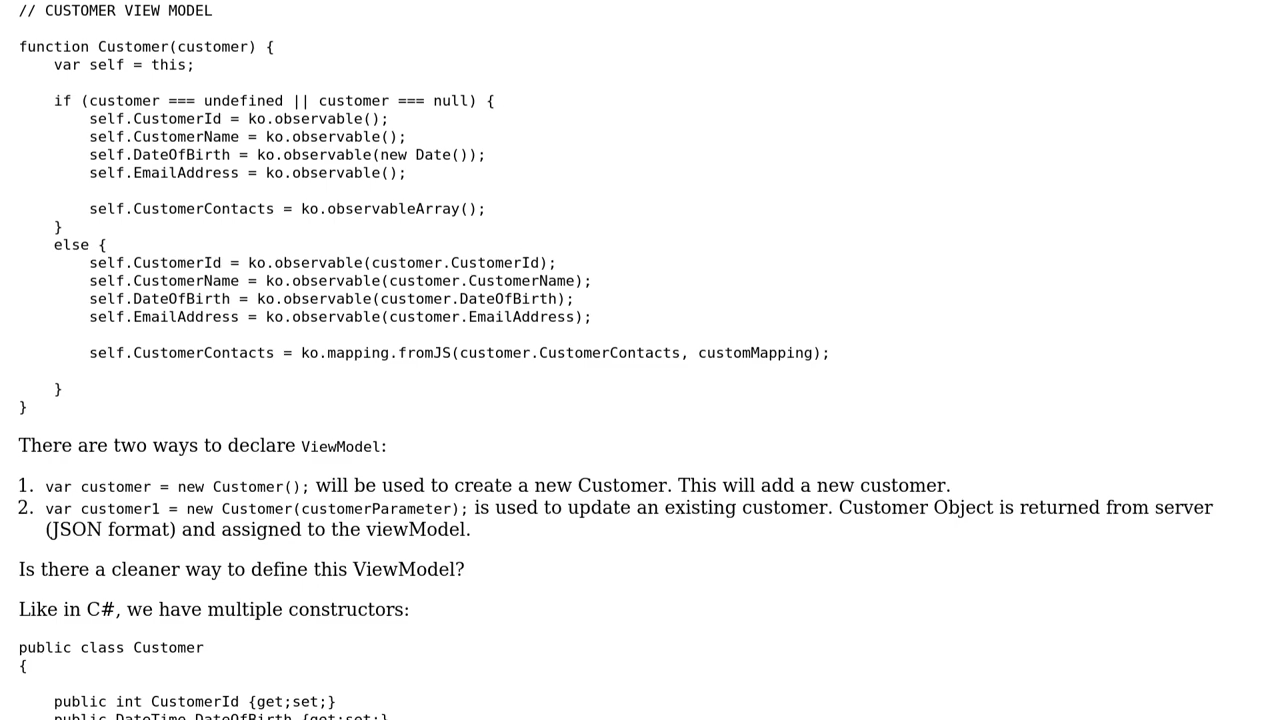 // CUSTOMER VIEW MODEL
function Customer(customer) {
    var self = this;
    if (customer === undefined || customer === null) {
        self.CustomerId = ko.observable();
        self.CustomerName = ko.observable();
        self.DateOfBirth = ko.observable(new Date());
        self.EmailAddress = ko.observable();
        self.CustomerContacts = ko.observableArray();
    }
    else {
        self.CustomerId = ko.observable(customer.CustomerId);
        self.CustomerName = ko.observable(customer.CustomerName);
        self.DateOfBirth = ko.observable(customer.DateOfBirth);
        self.EmailAddress = ko.observable(customer.EmailAddress);
        self.CustomerContacts = ko.mapping.fromJS(customer.CustomerContacts, customMapping);
    }
}
There are two ways to declare ViewModel:
1. var customer = new Customer(); will be used to create a new Customer. This will add a new customer.
2. var customer1 = new Customer(customerParameter); is used to update an existing customer. Customer Object is returned from server
(JSON format) and assigned to the viewModel.
Is there a cleaner way to define this ViewModel?
Like in C#, we have multiple constructors:
public class Customer
{
    public int CustomerId {get;set;}
    public DateTime DateOfBirth {get;set;}